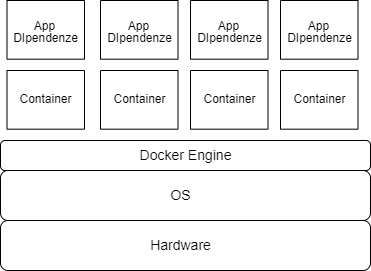 App
DIpendenze
App
DIpendenze
App
DIpendenze
App
DIpendenze
Container
Container
Container
Container
Docker Engine
OS
Hardware